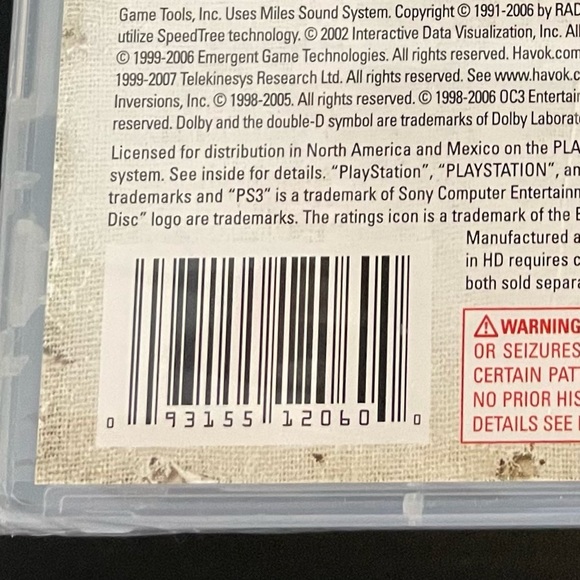 Game Tools, Inc. Uses Miles Sound System. Copyright © 1991-2006 by RAD
utilize SpeedTree technology. © 2002 Interactive Data Visualization, Inc. All
© 1999-2006 Emergent Game Technologies. All rights reserved. Havok.com
1999-2007 Telekinesys Research Ltd. All rights reserved. See www.havok.c
Inversions, Inc. © 1998-2005. All rights reserved. © 1998-2006 OC3 Entertain
reserved. Dolby and the double-D symbol are trademarks of Dolby Laborat
Licensed for distribution in North America and Mexico on the PLA
system. See inside for details. “PlayStation”, “PLAYSTATION”, an
trademarks and “PS3” is a trademark of Sony Computer Entertainm
Disc” logo are trademarks. The ratings icon is a trademark of the E
Manufactured a
in HD requires c
both sold separa
WARNING
OR SEIZURES
CERTAIN PAT
NO PRIOR HIS
DETAILS SEE
0 93155 12060 0